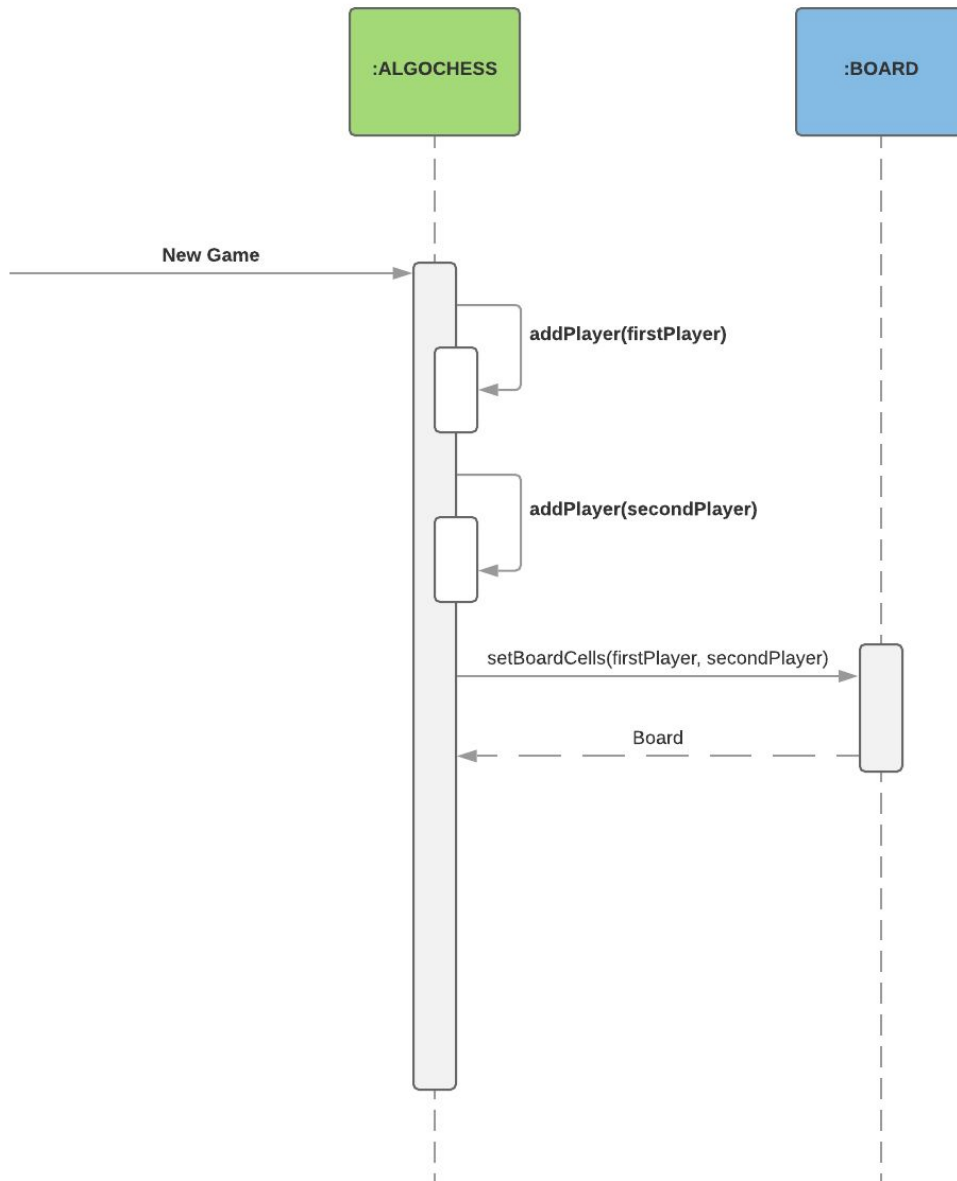 :ALGOCHESS
:BOARD
New Game
addPlayer(firstPlayer)
addPlayer(secondPlayer)
setBoardCells(firstPlayer, secondPlayer)
Board